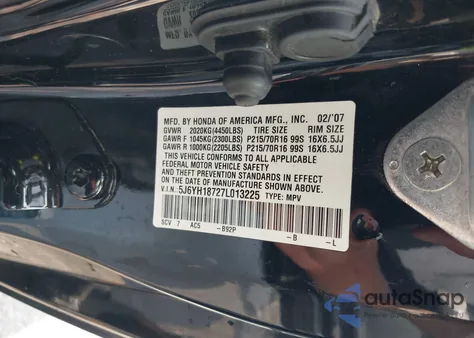 MFD. BY HONDA OF AMERICA MFG., INC. 02/'07
GVWR 2020KG(4450LBS) TIRE SIZE RIM SIZE
GAWR F 1045KG(2300LBS) P215/70R16 99S 16X6.5JJ
GAWR R 1000KG(2205LBS) P215/70R16 99S 16X6.5JJ
THIS VEHICLE CONFORMS TO ALL APPLICABLE FEDERAL
MOTOR VEHICLE SAFETY
AND THEFT PREVENTION STANDARDS IN EFFECT ON THE
DATE OF MANUFACTURE SHOWN ABOVE.
V.I.N.: 5J6YH18727L013225 TYPE: MPV
SCV 7 AC5 -B92P -B -L
autoSnap